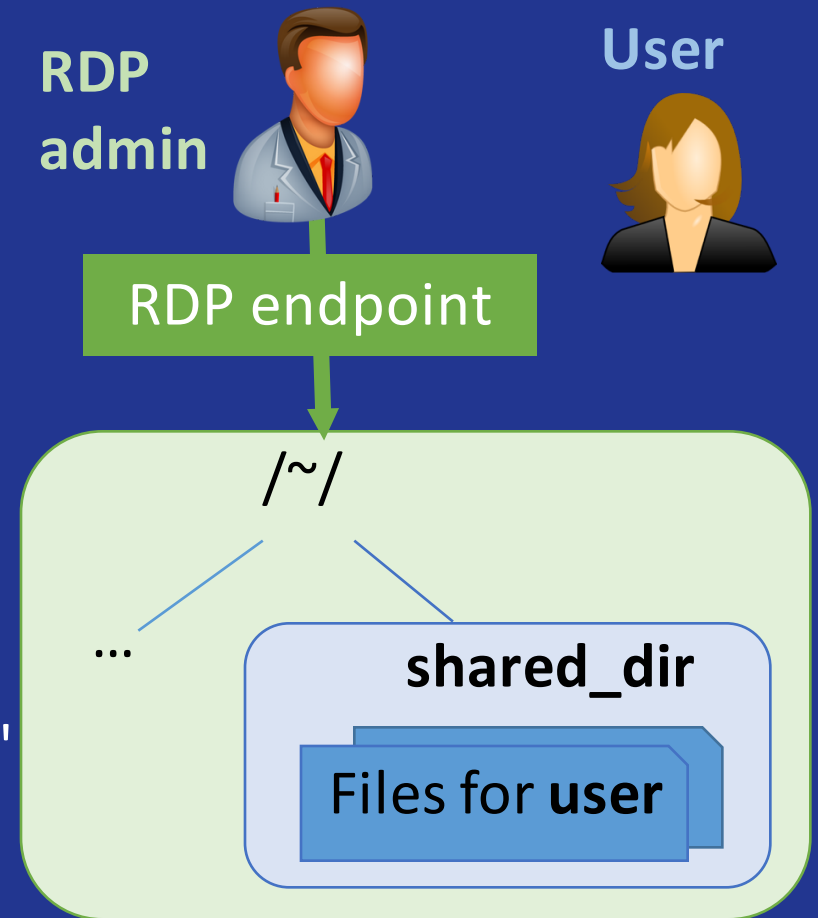 RDP
admin
User
RDP endpoint
/~/
...
shared_dir
"
Files for user